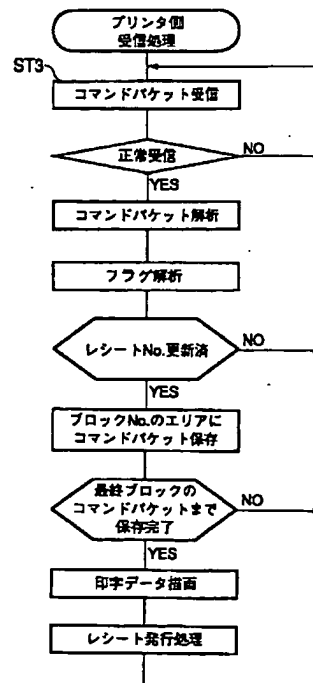 プリンタ側
受信処理
ST3
コマンドパケット受信
正常受信
NO
YES
コマンドパケット解析
フラグ解析
レシートNo.更新済
NO
YES
ブロックNo.のエリアに
コマンドパケット保存
最終ブロックの
コマンドパケットまで
保存完了
NO
YES
印字データ描画
レシート発行処理